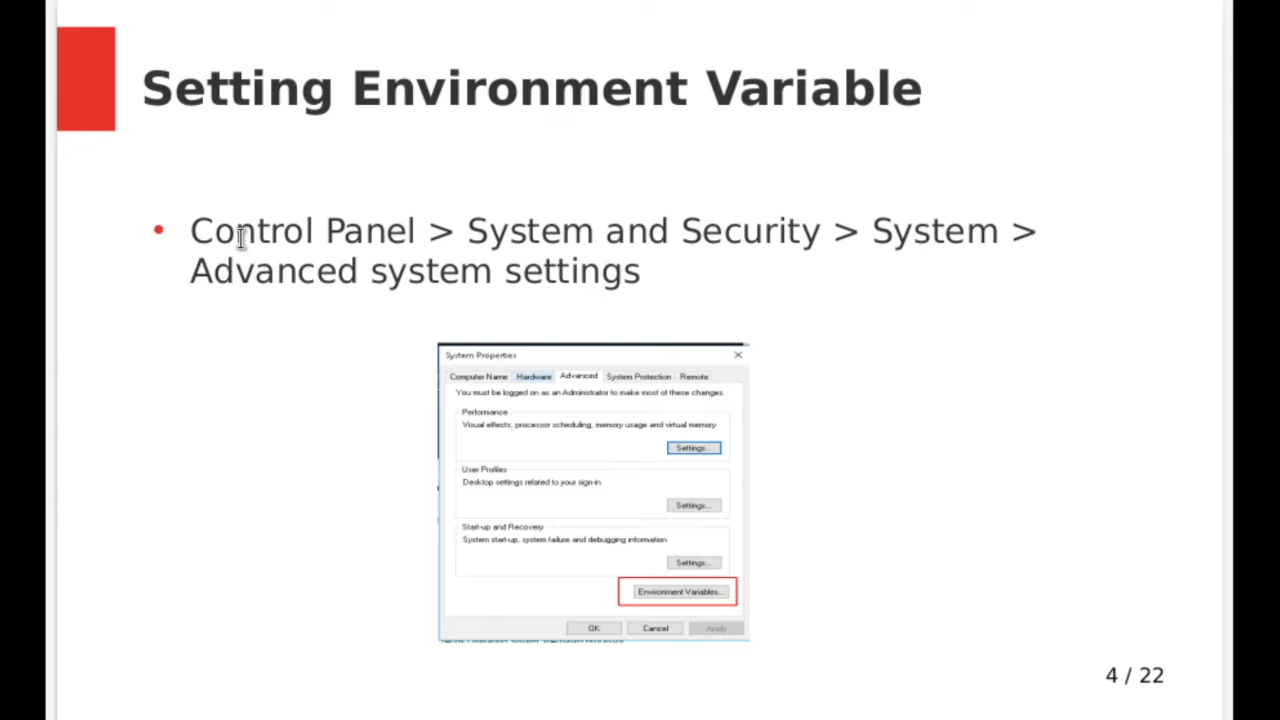 Setting Environment Variable
• Control Panel > System and Security > System >
Advanced system settings
System Properties
Computer Name Hardware Advanced System Protection Remote
You must be logged on as an Administrator to make most of these changes.
Performance
Visual effects, processor scheduling, memory usage and virtual memory
Settings...
User Profiles
Desktop settings related to your sign-in
Settings...
Start-up and Recovery
System start-up, system failure and debugging information
Settings...
Environment Variables...
OK Cancel Apply
4 / 22